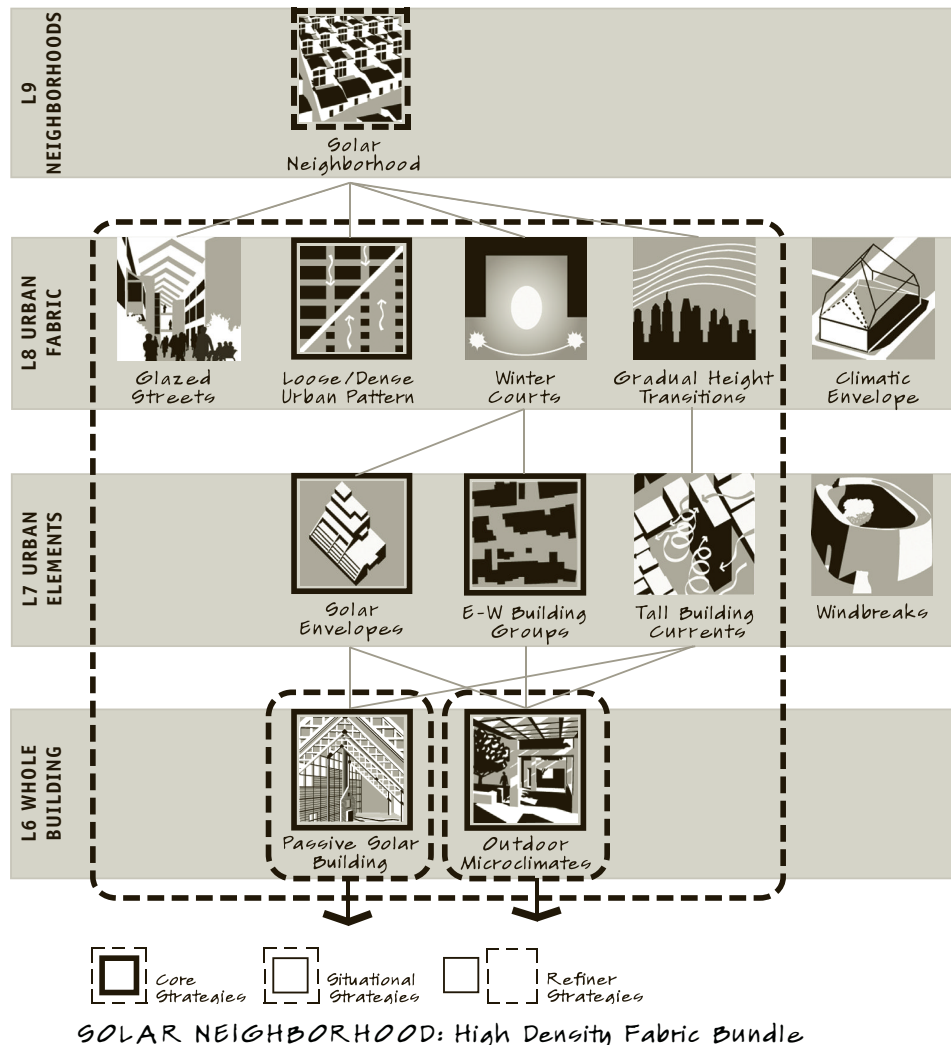 L9
NEIGHBORHOODS
Solar
Neighborhood
L8 URBAN
FABRIC
Glazed
Streets
Loose/Dense
Urban Pattern
Winter
Courts
Gradual Height
Transitions
Climatic
Envelope
L7 URBAN
ELEMENTS
Solar
Envelopes
E-W Building
Groups
Tall Building
Currents
Windbreaks
L6 WHOLE
BUILDING
Passive Solar
Building
Outdoor
Microclimates
Core
Strategies
Situational
Strategies
Refiner
Strategies
SOLAR NEIGHBORHOOD: High Density Fabric Bundle